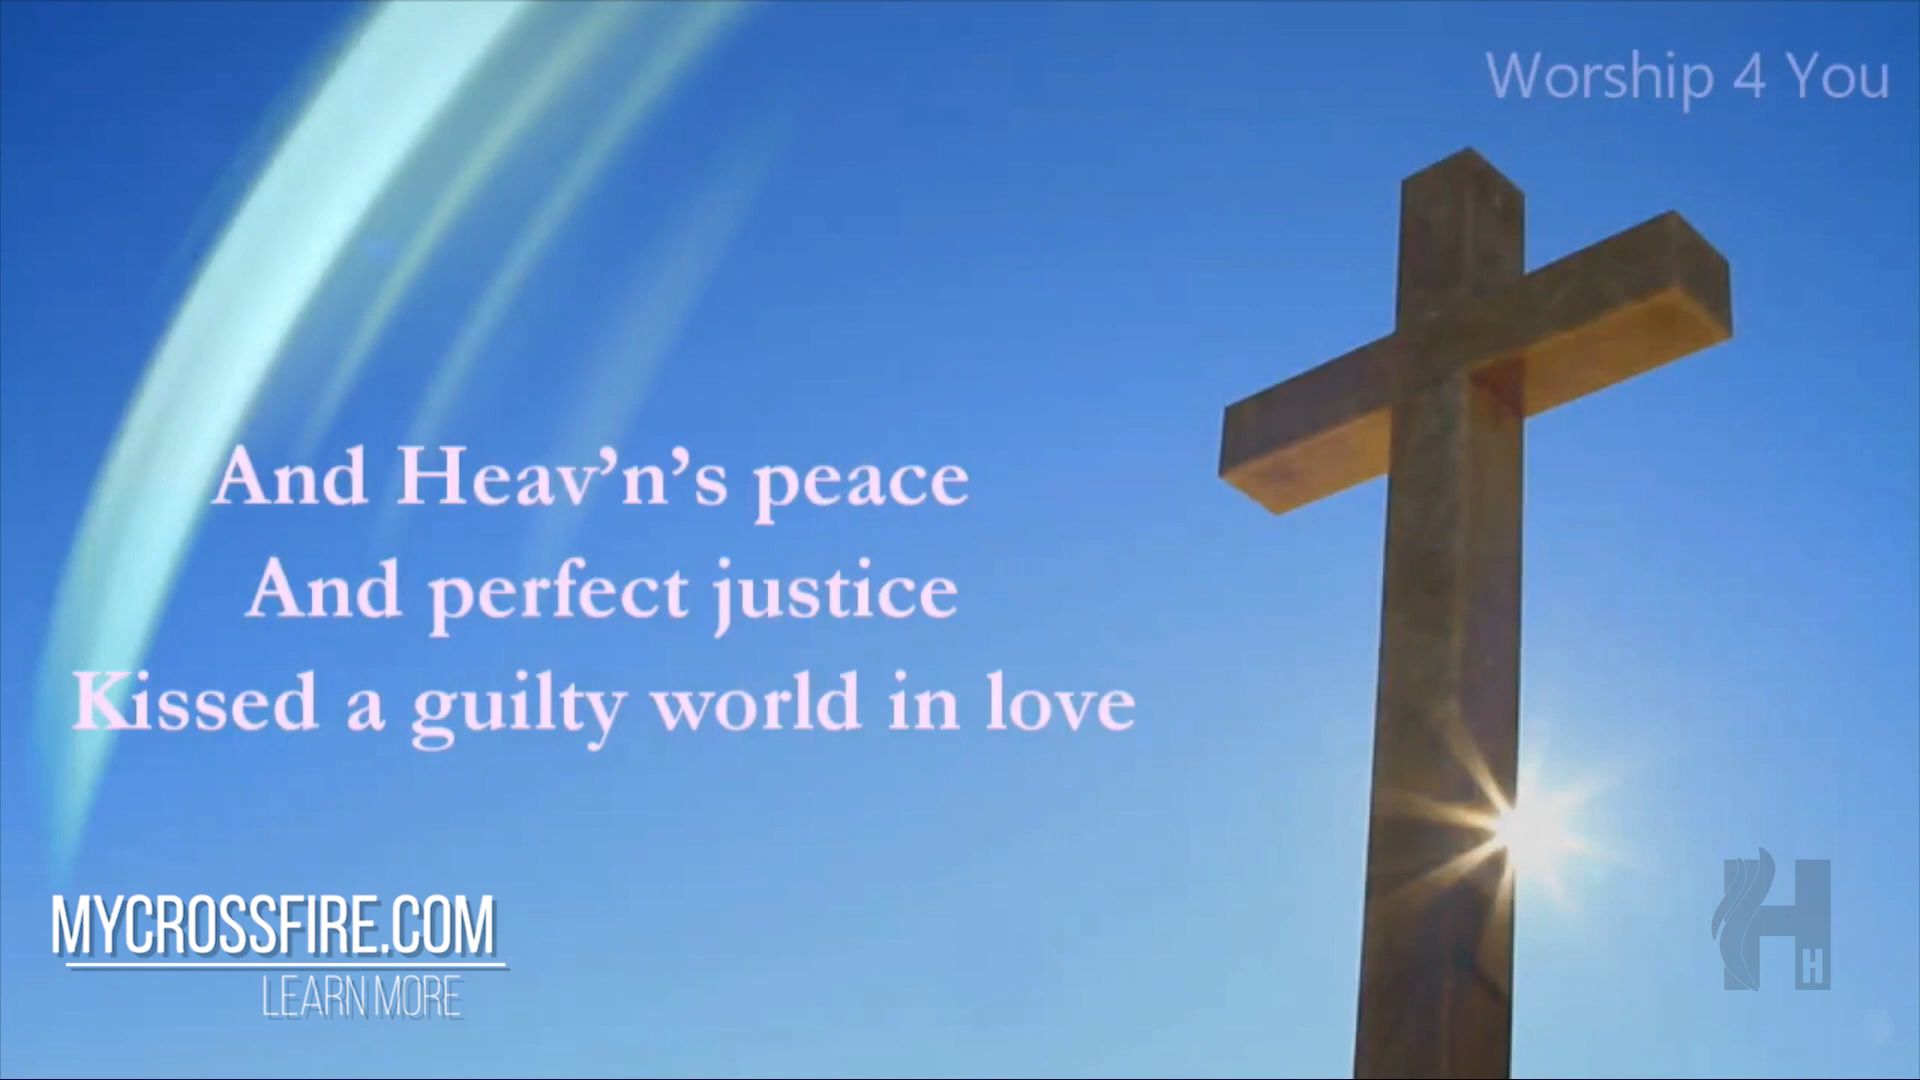 Worship 4 You
And Heav’n’s peace
And perfect justice
Kissed a guilty world in love
MYCROSSFIRE.COM
LEARN MORE
H
H